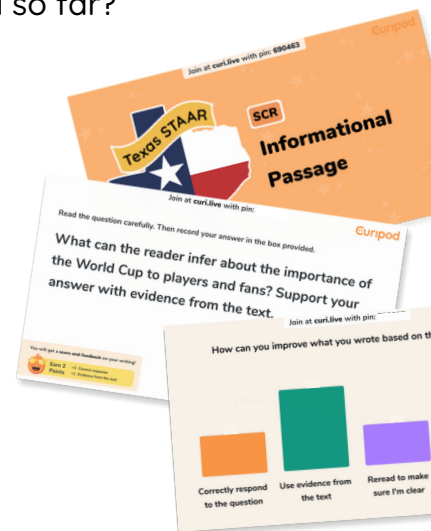 so far?
Curipod
Join at curi.live with pin: 690463
Texas STAAR
SCR
Informational
Passage
Join at curi.live with pin:
Curipod
Read the question carefully. Then record your answer in the box provided.
What can the reader infer about the importance of
the World Cup to players and fans? Support your
answer with evidence from the text.
You will get a score and feedback on your writing!
Earn 2
Points
+1 Correct response
+1 Evidence from the text
Join at curi.live with pin:
How can you improve what you wrote based on
Correctly respond
to the question
Use evidence from
the text
Reread to make
sure I'm clear